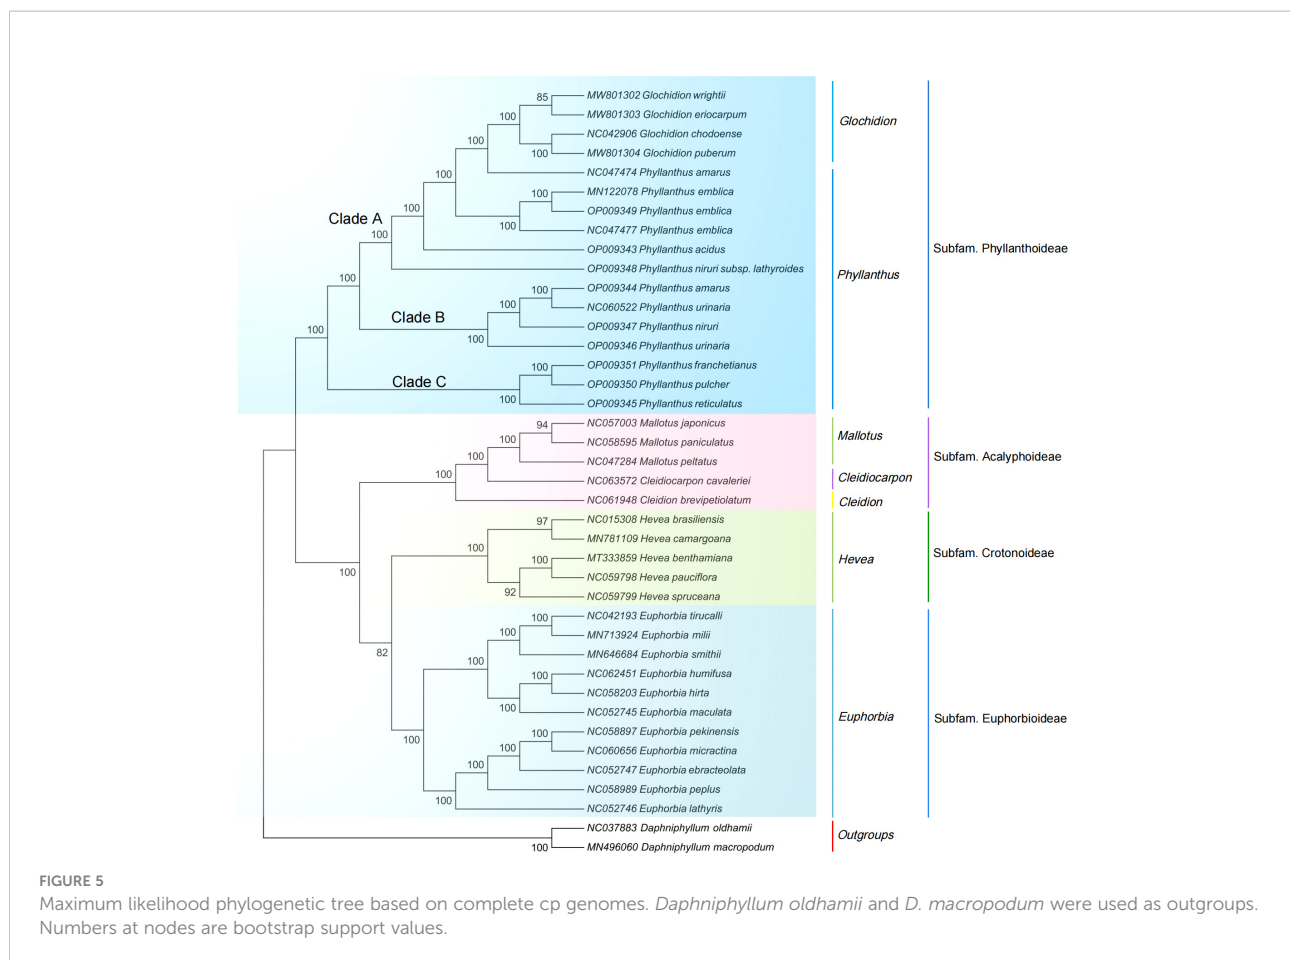 85
MW801302 Glochidion wrightii
100
MW801303 Glochidion eriocarpum
Glochidion
100
NC042906 Glochidion chodoense
100
MW801304 Glochidion puberum
100
NC047474 Phyllanthus amarus
100
MN122078 Phyllanthus emblica
100
OP009349 Phyllanthus emblica
Clade A
100
NC047477 Phyllanthus emblica
100
OP009343 Phyllanthus acidus
Subfam. Phyllanthoideae
OP009348 Phyllanthus niruri subsp. lathyroides
Phyllanthus
100
100
OP009344 Phyllanthus amarus
100
NC060522 Phyllanthus urinaria
Clade B
100
OP009347 Phyllanthus niruri
100
OP009346 Phyllanthus urinaria
100
OP009351 Phyllanthus franchetianus
Clade C
OP009350 Phyllanthus pulcher
100
OP009345 Phyllanthus reticulatus
94
NC057003 Mallotus japonicus
100
NC058595 Mallotus paniculatus
Mallotus
100
NC047284 Mallotus peltatus
Subfam. Acalyphoideae
100
NC063572 Cleidiocarpon cavaleriei
Cleidiocarpon
NC061948 Cleidion brevipetiolatum
Cleidion
97
NC015308 Hevea brasiliensis
100
MN781109 Hevea camargoana
100
MT333859 Hevea benthamiana
Hevea
Subfam. Crotonoideae
100
NC059798 Hevea pauciflora
92
NC059799 Hevea spruceana
100
NC042193 Euphorbia tirucalli
100
MN713924 Euphorbia milii
82
100
MN646684 Euphorbia smithii
100
NC062451 Euphorbia humifusa
NC058203 Euphorbia hirta
100
NC052745 Euphorbia maculata
Euphorbia
Subfam. Euphorbioideae
100
100
NC058897 Euphorbia pekinensis
100
NC060656 Euphorbia micractina
100
NC052747 Euphorbia ebracteolata
100
NC058989 Euphorbia peplus
NC052746 Euphorbia lathyris
NC037883 Daphniphyllum oldhamii
Outgroups
100
MN496060 Daphniphyllum macropodum
FIGURE 5
Maximum likelihood phylogenetic tree based on complete cp genomes. Daphniphyllum oldhamii and D. macropodum were used as outgroups.
Numbers at nodes are bootstrap support values.